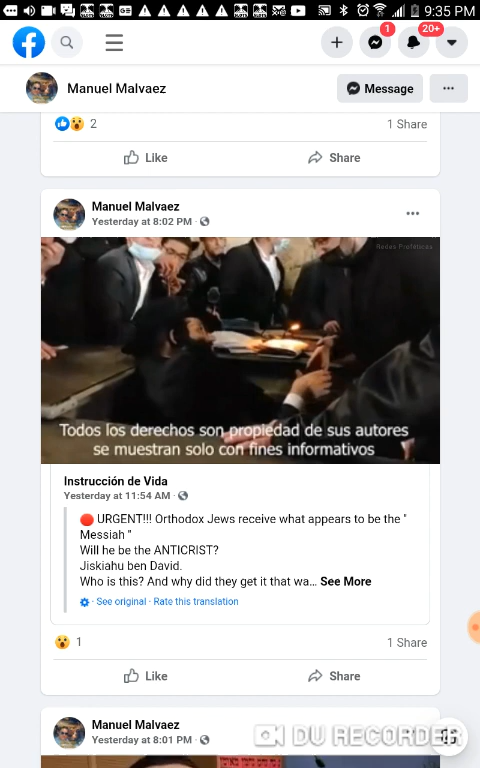 9:35 PM
1
20+
Manuel Malvaez
Message
2
1 Share
Like
Share
Manuel Malvaez
Yesterday at 8:02 PM
Redes Proféticas
Todos los derechos son propiedad de sus autores
se muestran solo con fines informativos
Instrucción de Vida
Yesterday at 11:54 AM ·
URGENT!!! Orthodox Jews receive what appears to be the "
Messiah "
Will he be the ANTICRIST?
Jiskiahu ben David.
Who is this? And why did they get it that wa... See More
· See original · Rate this translation
1
1 Share
Like
Share
Manuel Malvaez
Yesterday at 8:01 PM ·
DU RECORDER